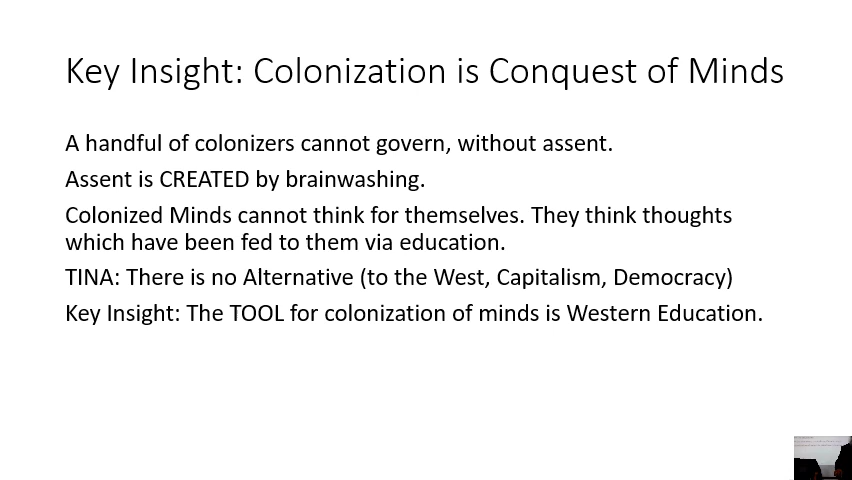 Key Insight: Colonization is Conquest of Minds
A handful of colonizers cannot govern, without assent.
Assent is CREATED by brainwashing.
Colonized Minds cannot think for themselves. They think thoughts
which have been fed to them via education.
TINA: There is no Alternative (to the West, Capitalism, Democracy)
Key Insight: The TOOL for colonization of minds is Western Education.